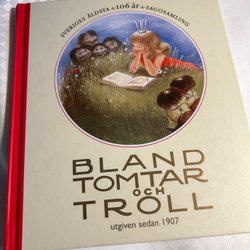 SVERIGES ÄLDSTA • 106 år • SAGOSAMLING
BLAND
TOMTAR
OCH
TROLL
utgiven sedan 1907